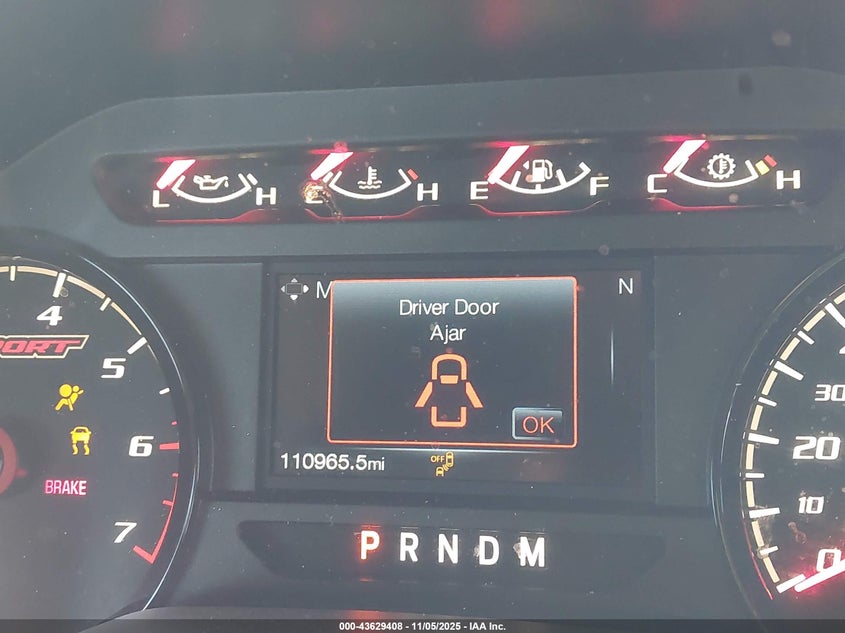 L H
C H
E F
C H
M
N
Driver Door
Ajar
OK
110965.5mi
OFF
4
PORT
5
6
BRAKE
7
P R N D M
30
20
10
0
000-43629408 - 11/05/2025 - IAA Inc.